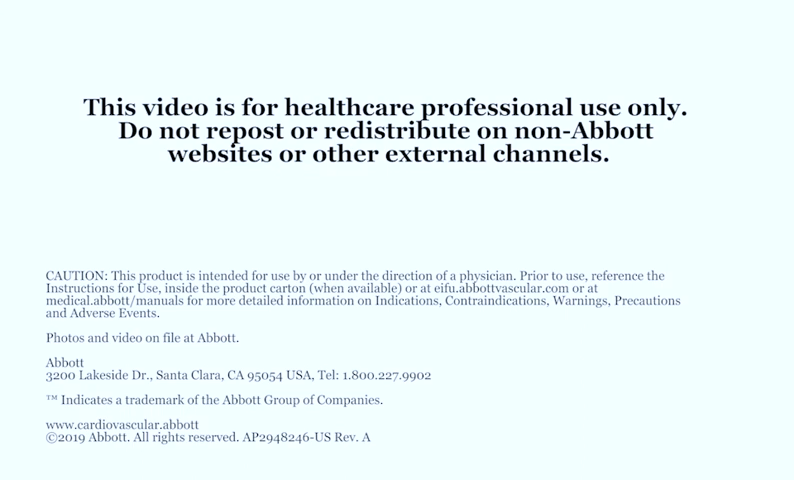 This video is for healthcare professional use only.
Do not repost or redistribute on non-Abbott
websites or other external channels.
CAUTION: This product is intended for use by or under the direction of a physician. Prior to use, reference the
Instructions for Use, inside the product carton (when available) or at eifu.abbottvascular.com or at
medical.abbott/manuals for more detailed information on Indications, Contraindications, Warnings, Precautions
and Adverse Events.
Photos and video on file at Abbott.
Abbott
3200 Lakeside Dr., Santa Clara, CA 95054 USA, Tel: 1.800.227.9902
™ Indicates a trademark of the Abbott Group of Companies.
www.cardiovascular.abbott
©2019 Abbott. All rights reserved. AP2948246-US Rev. A